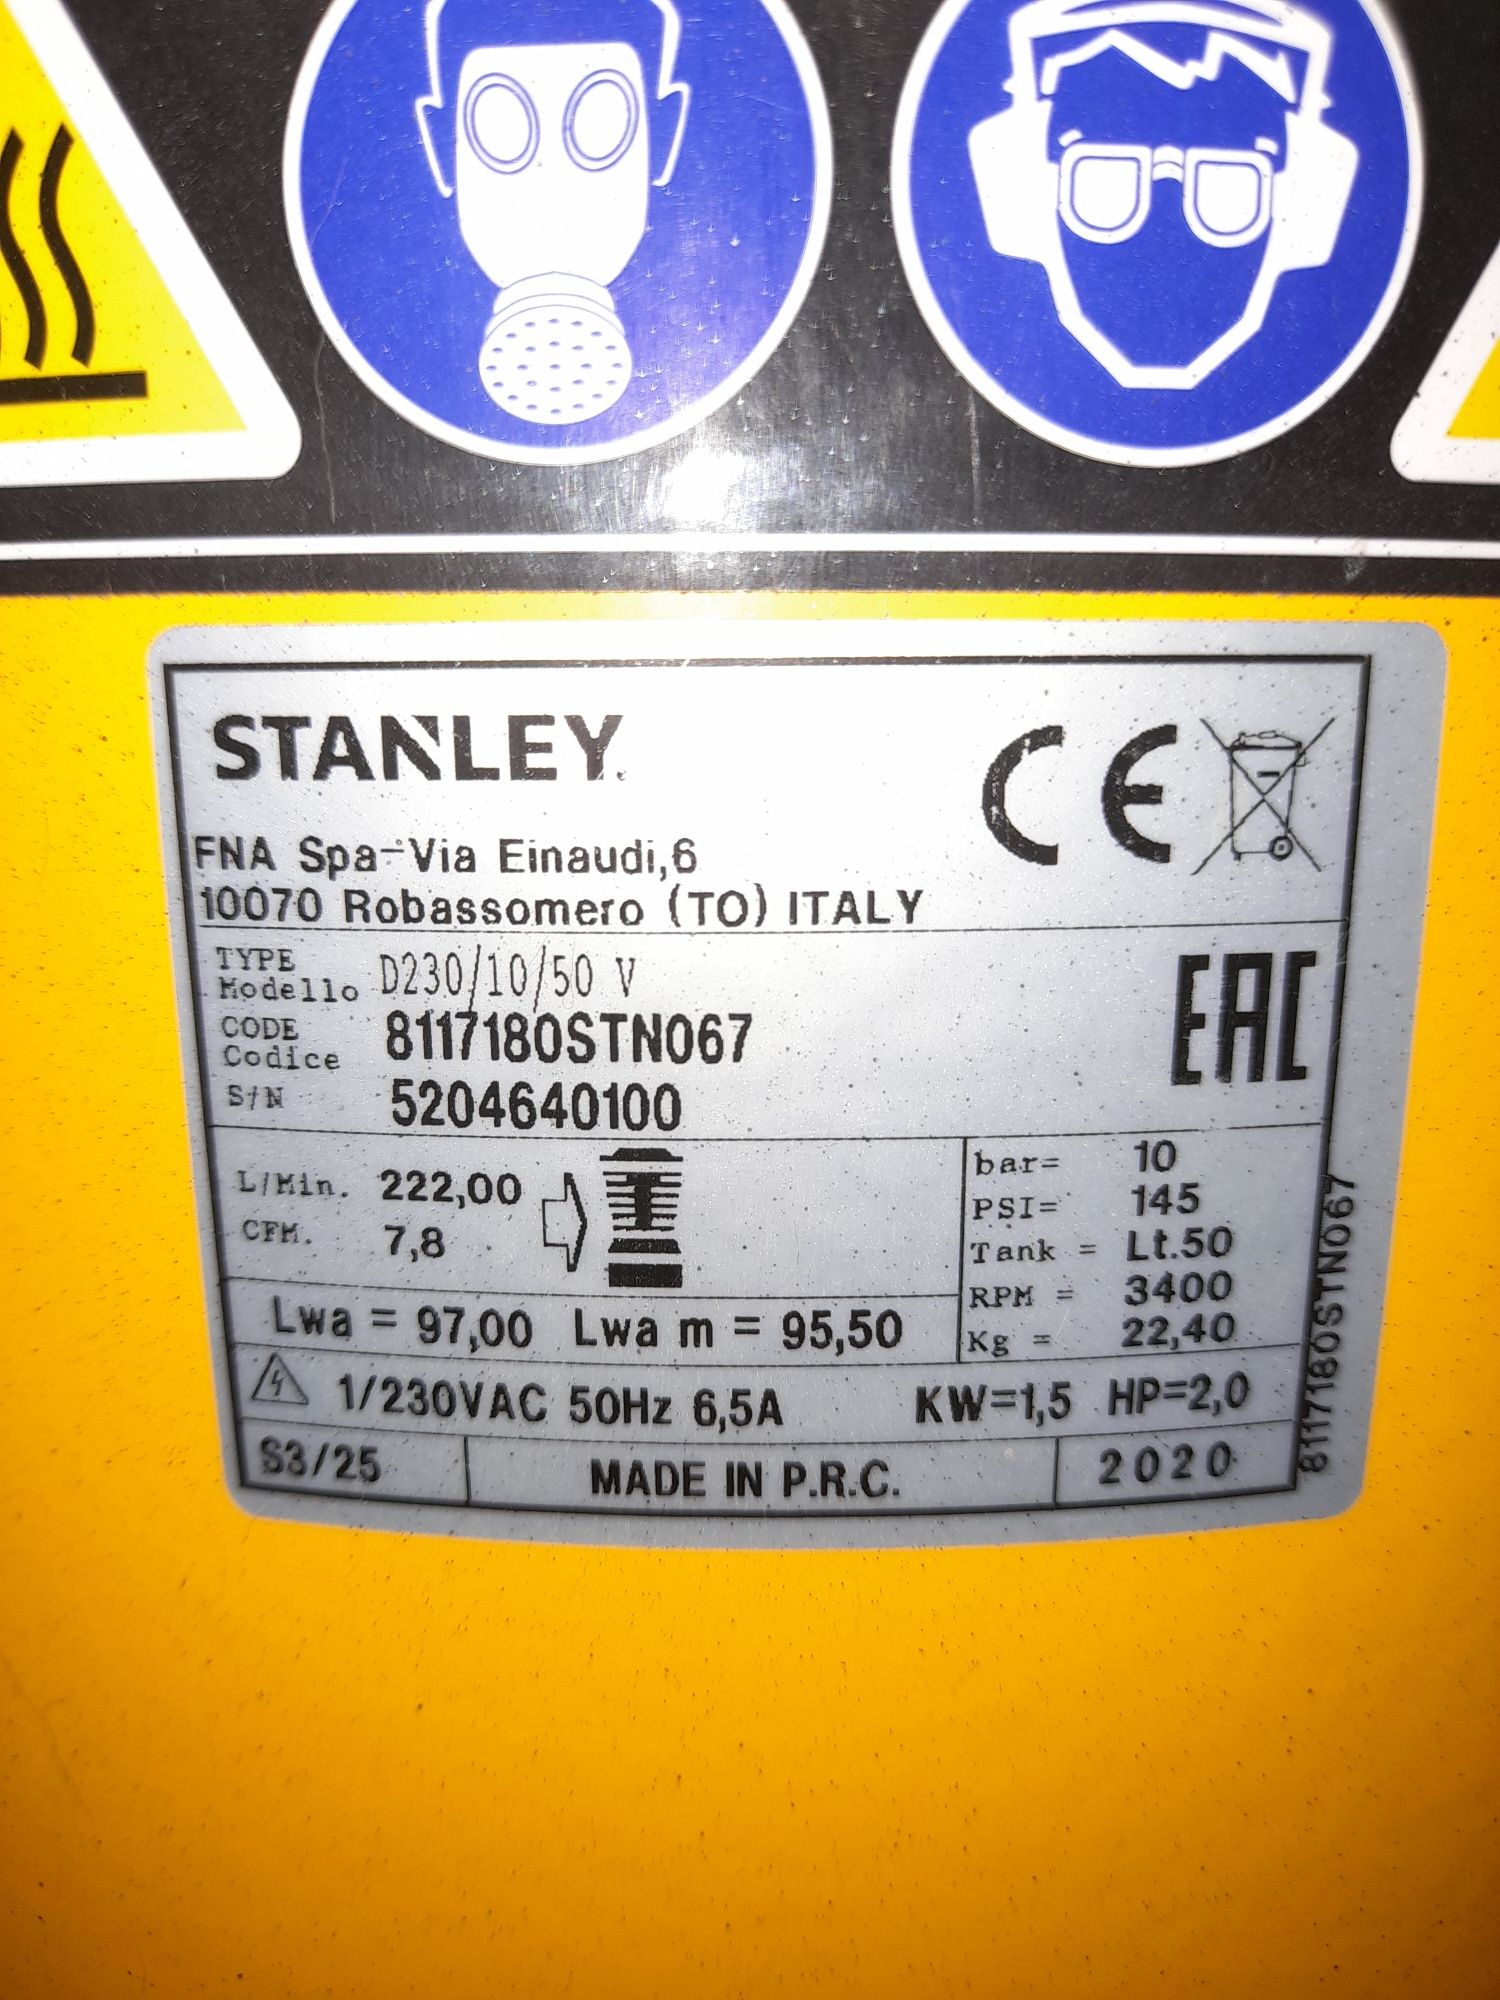 STANLEY.
CE
FNA Spa-Via Einaudi,6
10070 Robassomero (TO) ITALY
TYPE
Modello D230/10/50 V
CODE
Codice 8117180STN067
S/N 5204640100
EAC
L/Min. 222,00
CFM. 7,8
bar= 10
PSI= 145
Tank = Lt.50
RPM = 3400
Kg = 22,40
Lwa = 97,00 Lwa m = 95,50
1/230VAC 50Hz 6,5A KW=1,5 HP=2,0
S3/25 MADE IN P.R.C. 2020
8117180STN067